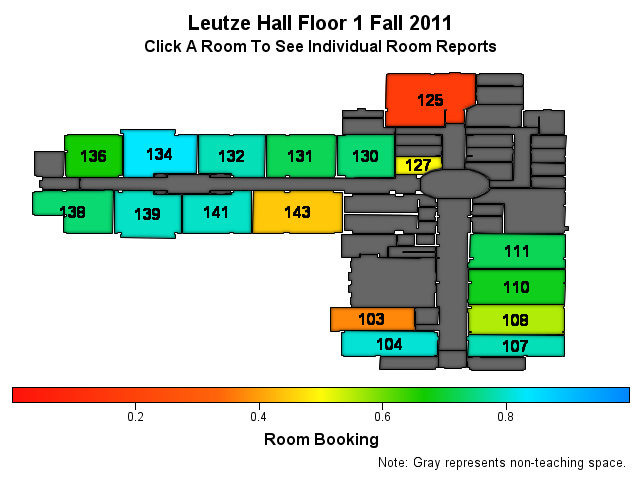 Leutze Hall Floor 1 Fall 2011
Click A Room To See Individual Room Reports
125
136 134 132 131 130 127
138 139 141 143
111
110
103 108
104 107
0.2 0.4 0.6 0.8
Room Booking
Note: Gray represents non-teaching space.